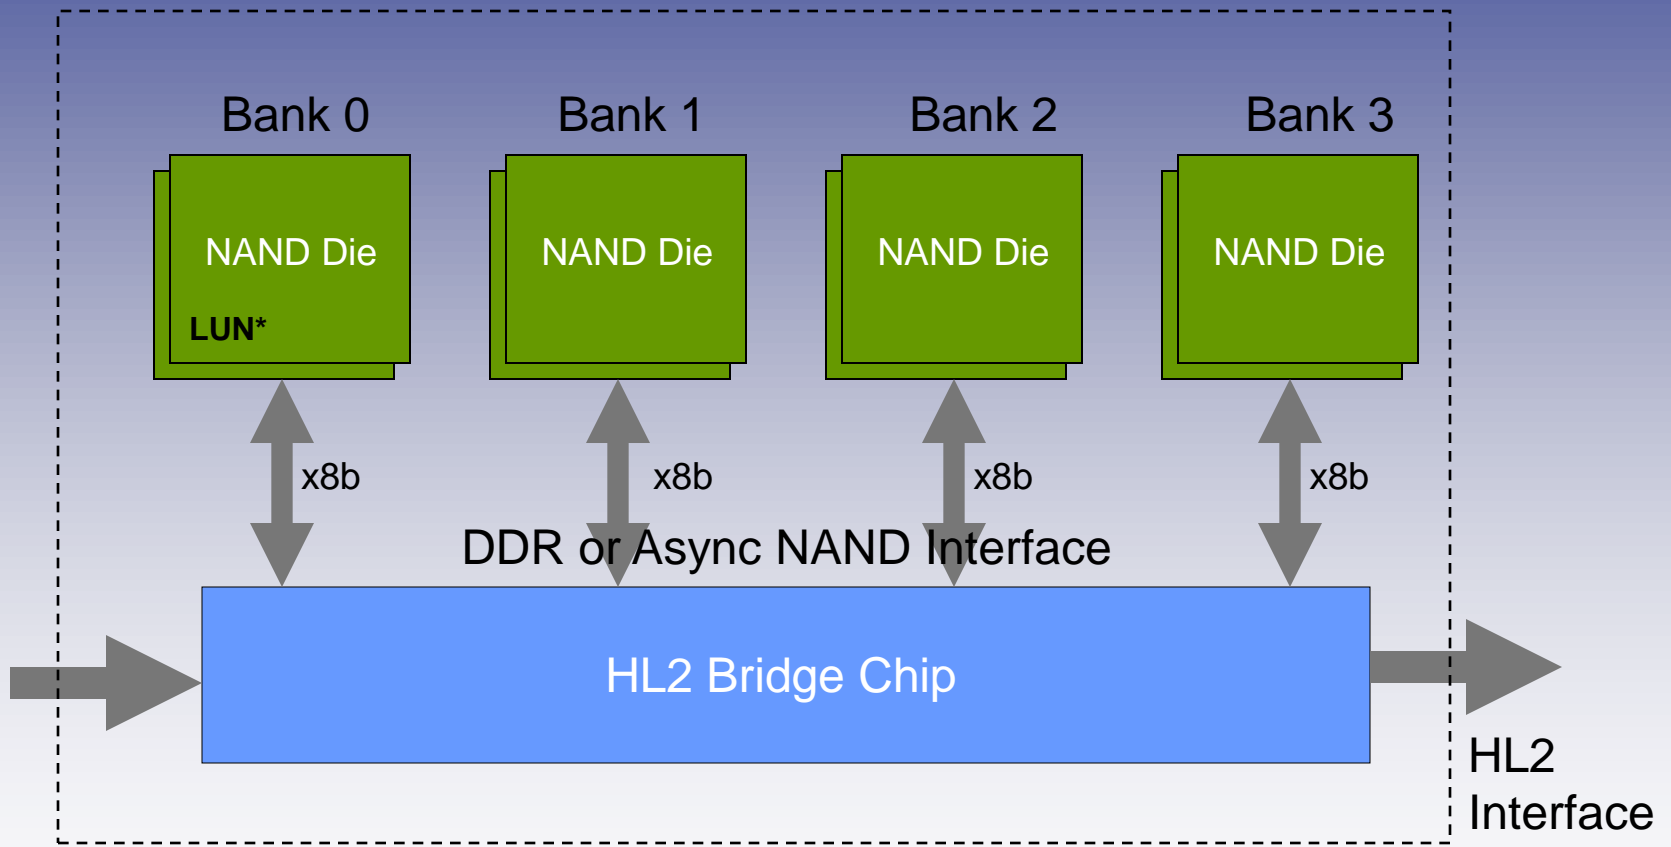 Bank 0
Bank 1
Bank 2
Bank 3
NAND Die
NAND Die
NAND Die
NAND Die
LUN*
x8b
x8b
x8b
x8b
DDR or Async NAND Interface
HL2 Bridge Chip
HL2
Interface